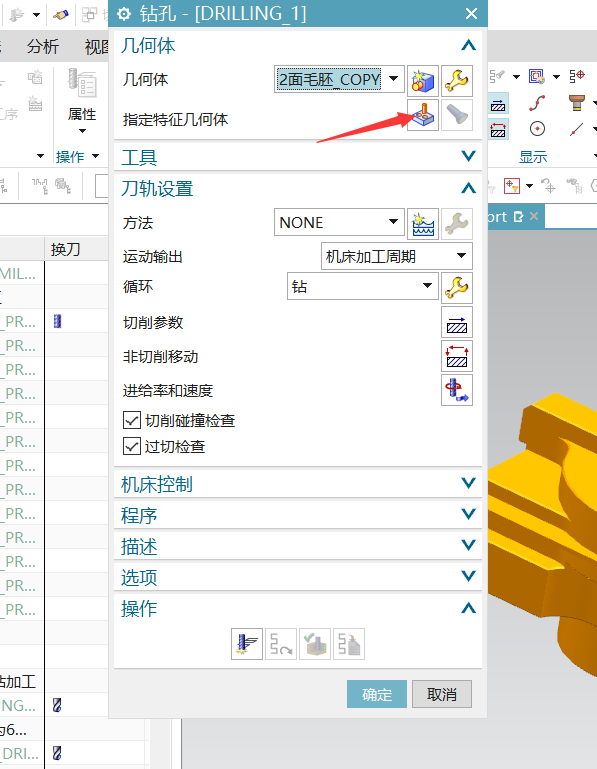 钻孔 - [DRILLING_1]
分析
视图
几何体
几何体
2面毛胚_COPY
指定特征几何体
属性
操作
显示
工具
刀轨设置
方法
NONE
运动输出
机床加工周期
循环
钻
切削参数
非切削移动
进给率和速度
切削碰撞检查
过切检查
机床控制
程序
描述
选项
操作
确定
取消
ort
换刀
MIL...
_PR...
_PR...
_PR...
_PR...
_PR...
_PR...
_PR...
_PR...
_PR...
_PR...
_PR...
_PR...
_PR...
钻加工
NG...
为6...
_DRI...